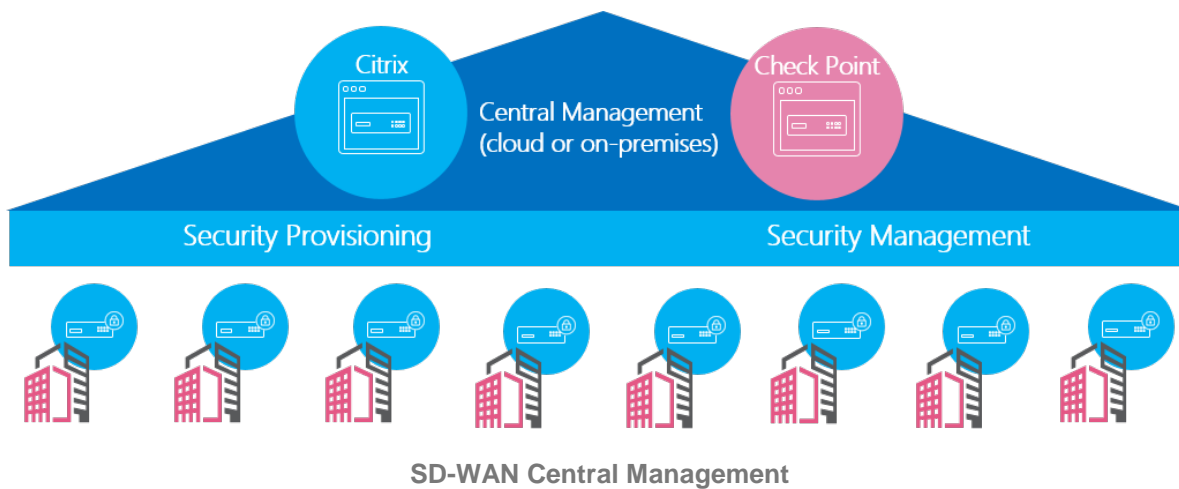 Citrix
Check Point
Central Management
(cloud or on-premises)
Security Provisioning
Security Management
SD-WAN Central Management